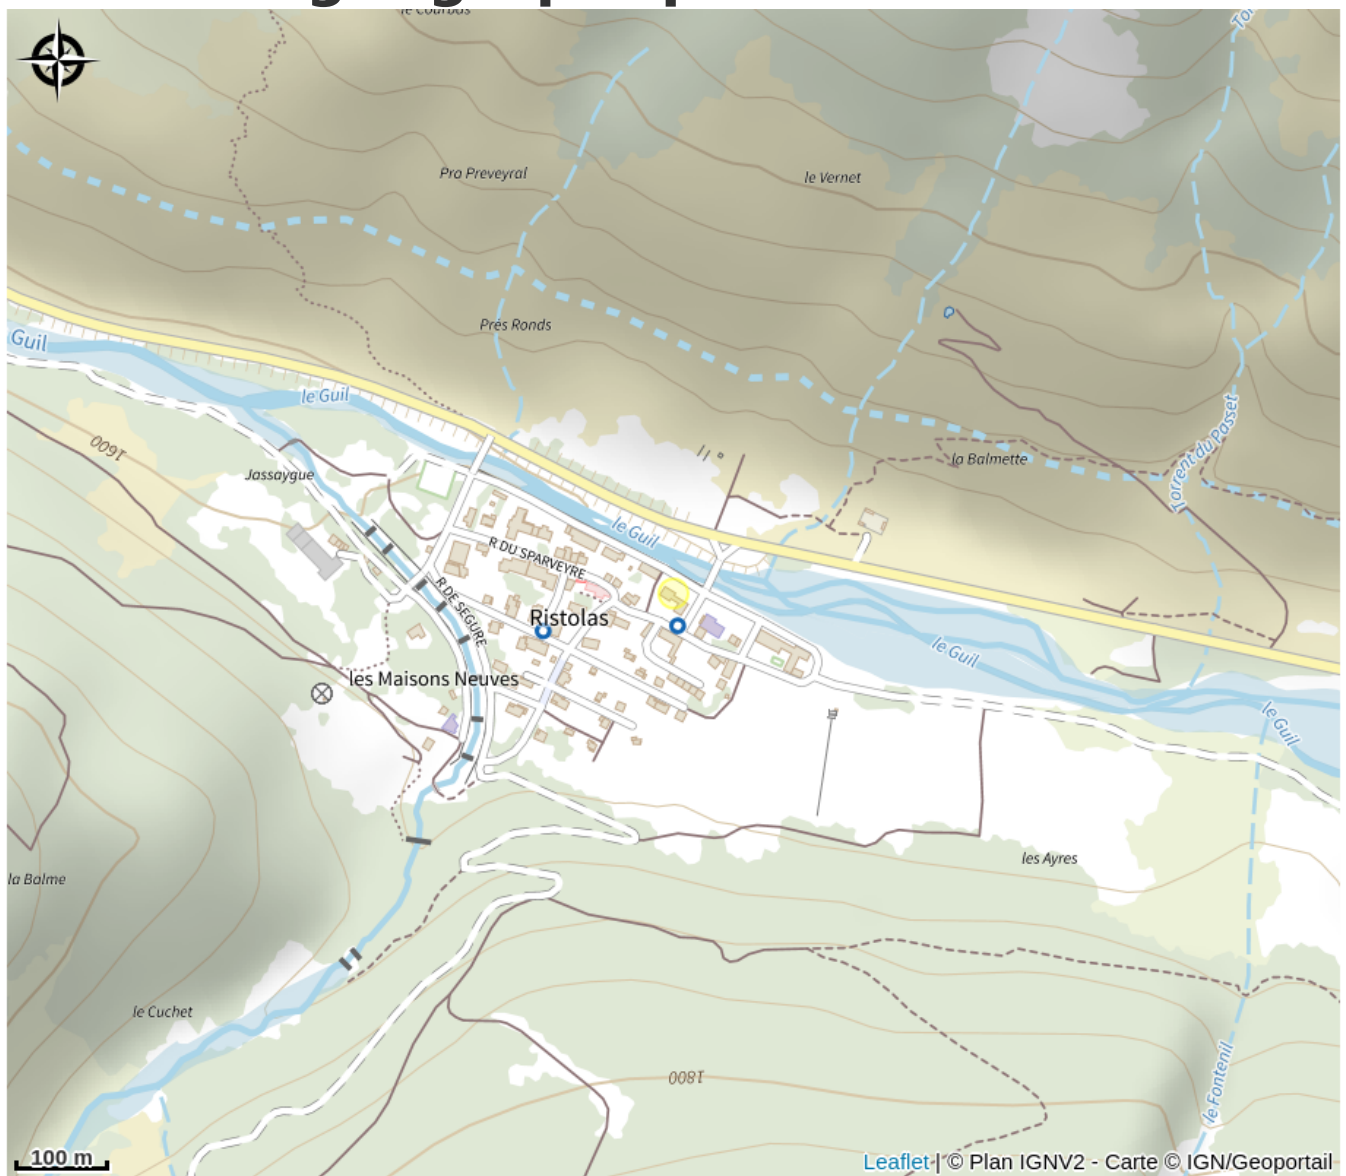 le Courbas
Pra Preveyral
le Vernet
Prés Ronds
Guil
le Guil
1600
Jassaygue
la Balmette
Torrent du Passet
le Guil
R DU SPARVEYRE
R DE SEGURE
Ristolas
le Guil
les Maisons Neuves
le Guil
les Ayres
la Balme
le Cuchet
1800
le Fontenil
100 m
Leaflet | © Plan IGNV2 - Carte © IGN/Geoportail